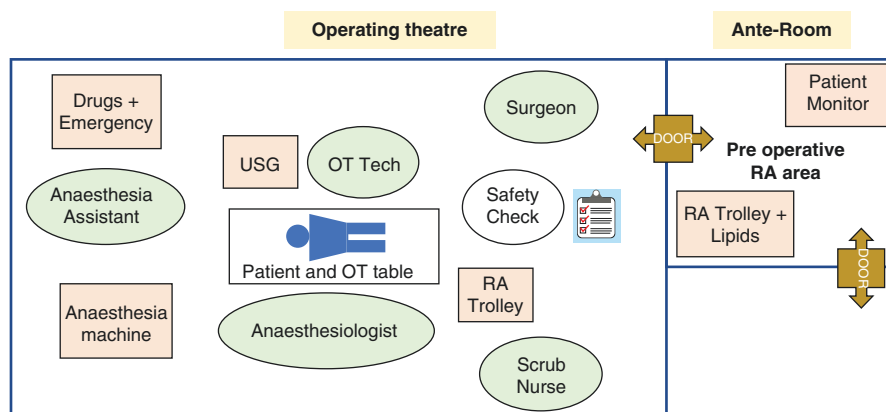 Operating theatre
Ante-Room
Drugs +
Emergency
Surgeon
Patient
Monitor
DOOR
Pre operative
RA area
USG
OT Tech
Anaesthesia
Assistant
Safety
Check
RA Trolley +
Lipids
DOOR
Patient and OT table
RA
Trolley
Anaesthesia
machine
Anaesthesiologist
Scrub
Nurse